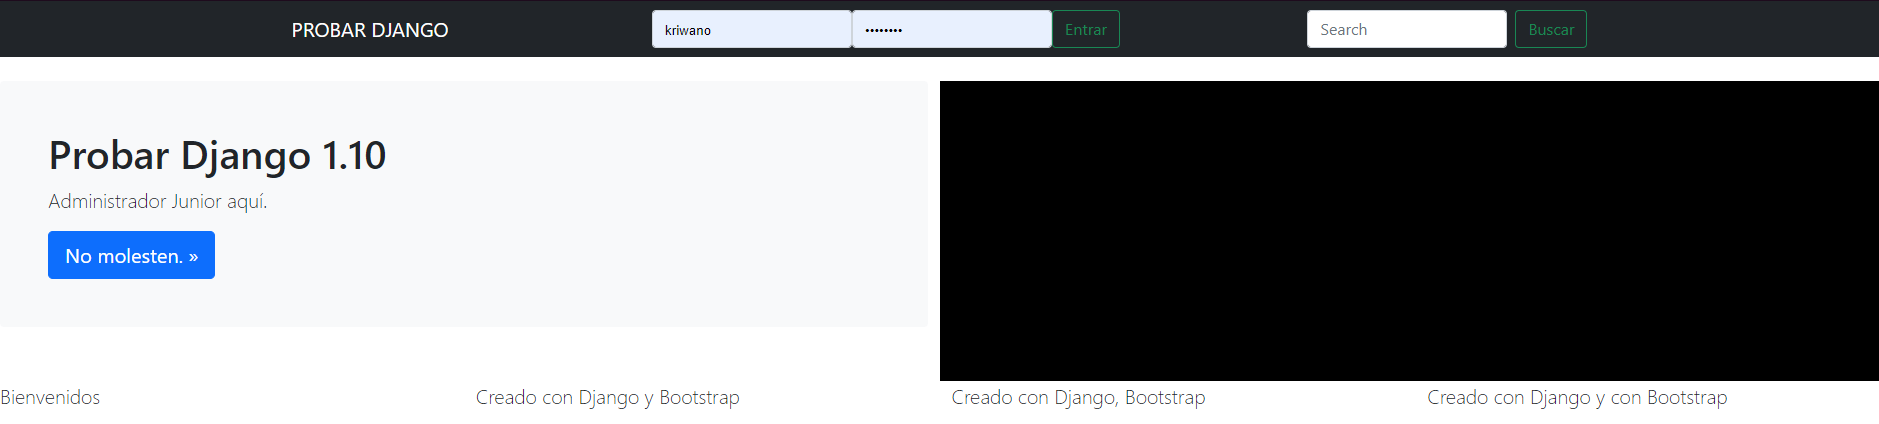 PROBAR DJANGO kriwano •••••••• Entrar Search Buscar
Probar Django 1.10
Administrador Junior aquí.
No molesten. »
Bienvenidos Creado con Django y Bootstrap Creado con Django, Bootstrap Creado con Django y con Bootstrap